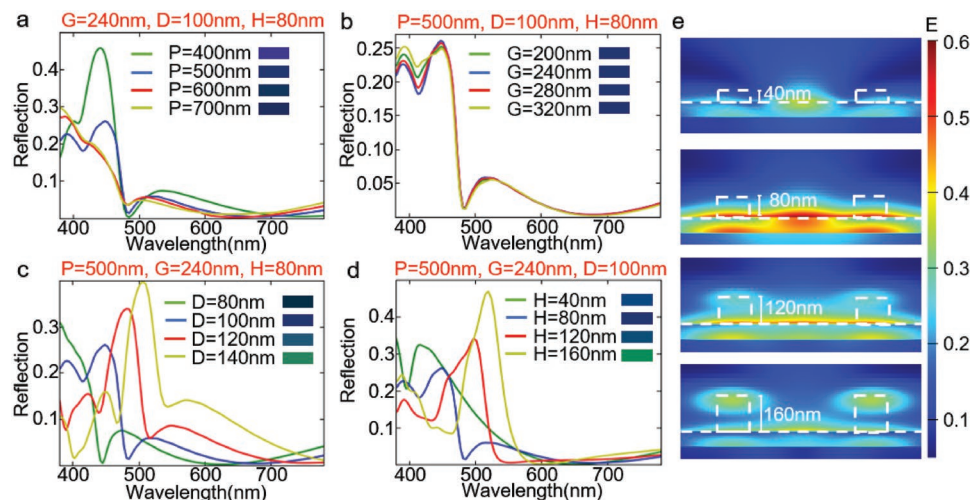 a
G=240nm, D=100nm, H=80nm
Reflection
0.4
0.3
0.2
0.1
P=400nm
P=500nm
P=600nm
P=700nm
400 500 600 700
Wavelength(nm)
b
P=500nm, D=100nm, H=80nm
Reflection
0.25
0.20
0.15
0.10
0.05
G=200nm
G=240nm
G=280nm
G=320nm
400 500 600 700
Wavelength(nm)
c
P=500nm, G=240nm, H=80nm
Reflection
0.3
0.2
0.1
D=80nm
D=100nm
D=120nm
D=140nm
400 500 600 700
Wavelength(nm)
d
P=500nm, G=240nm, D=100nm
Reflection
0.4
0.3
0.2
0.1
H=40nm
H=80nm
H=120nm
H=160nm
400 500 600 700
Wavelength(nm)
e
40nm
80nm
120nm
160nm
E
0.6
0.5
0.4
0.3
0.2
0.1